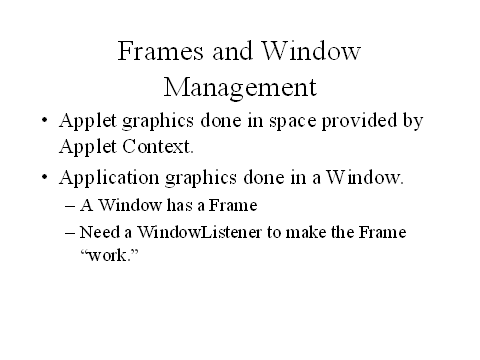 Frames and Window
Management
• Applet graphics done in space provided by
Applet Context.
• Application graphics done in a Window.
– A Window has a Frame
– Need a WindowListener to make the Frame
“work.”